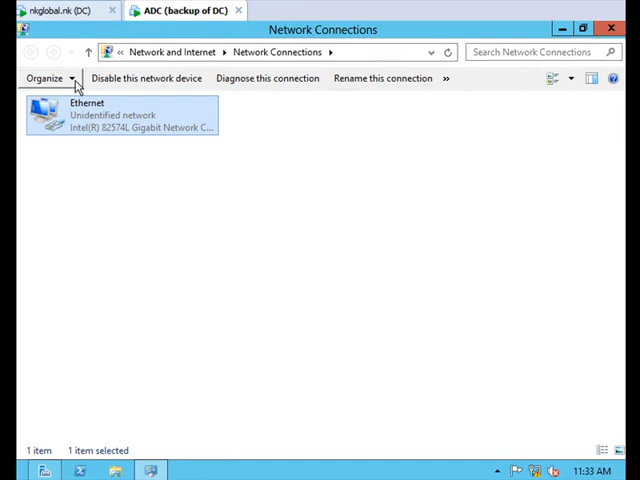 nkglobal.nk (DC)
ADC (backup of DC)
Network Connections
« Network and Internet Network Connections
Search Network Connections
Organize Disable this network device Diagnose this connection Rename this connection »
Ethernet
Unidentified network
Intel(R) 82574L Gigabit Network C...
1 item 1 item selected
11:33 AM